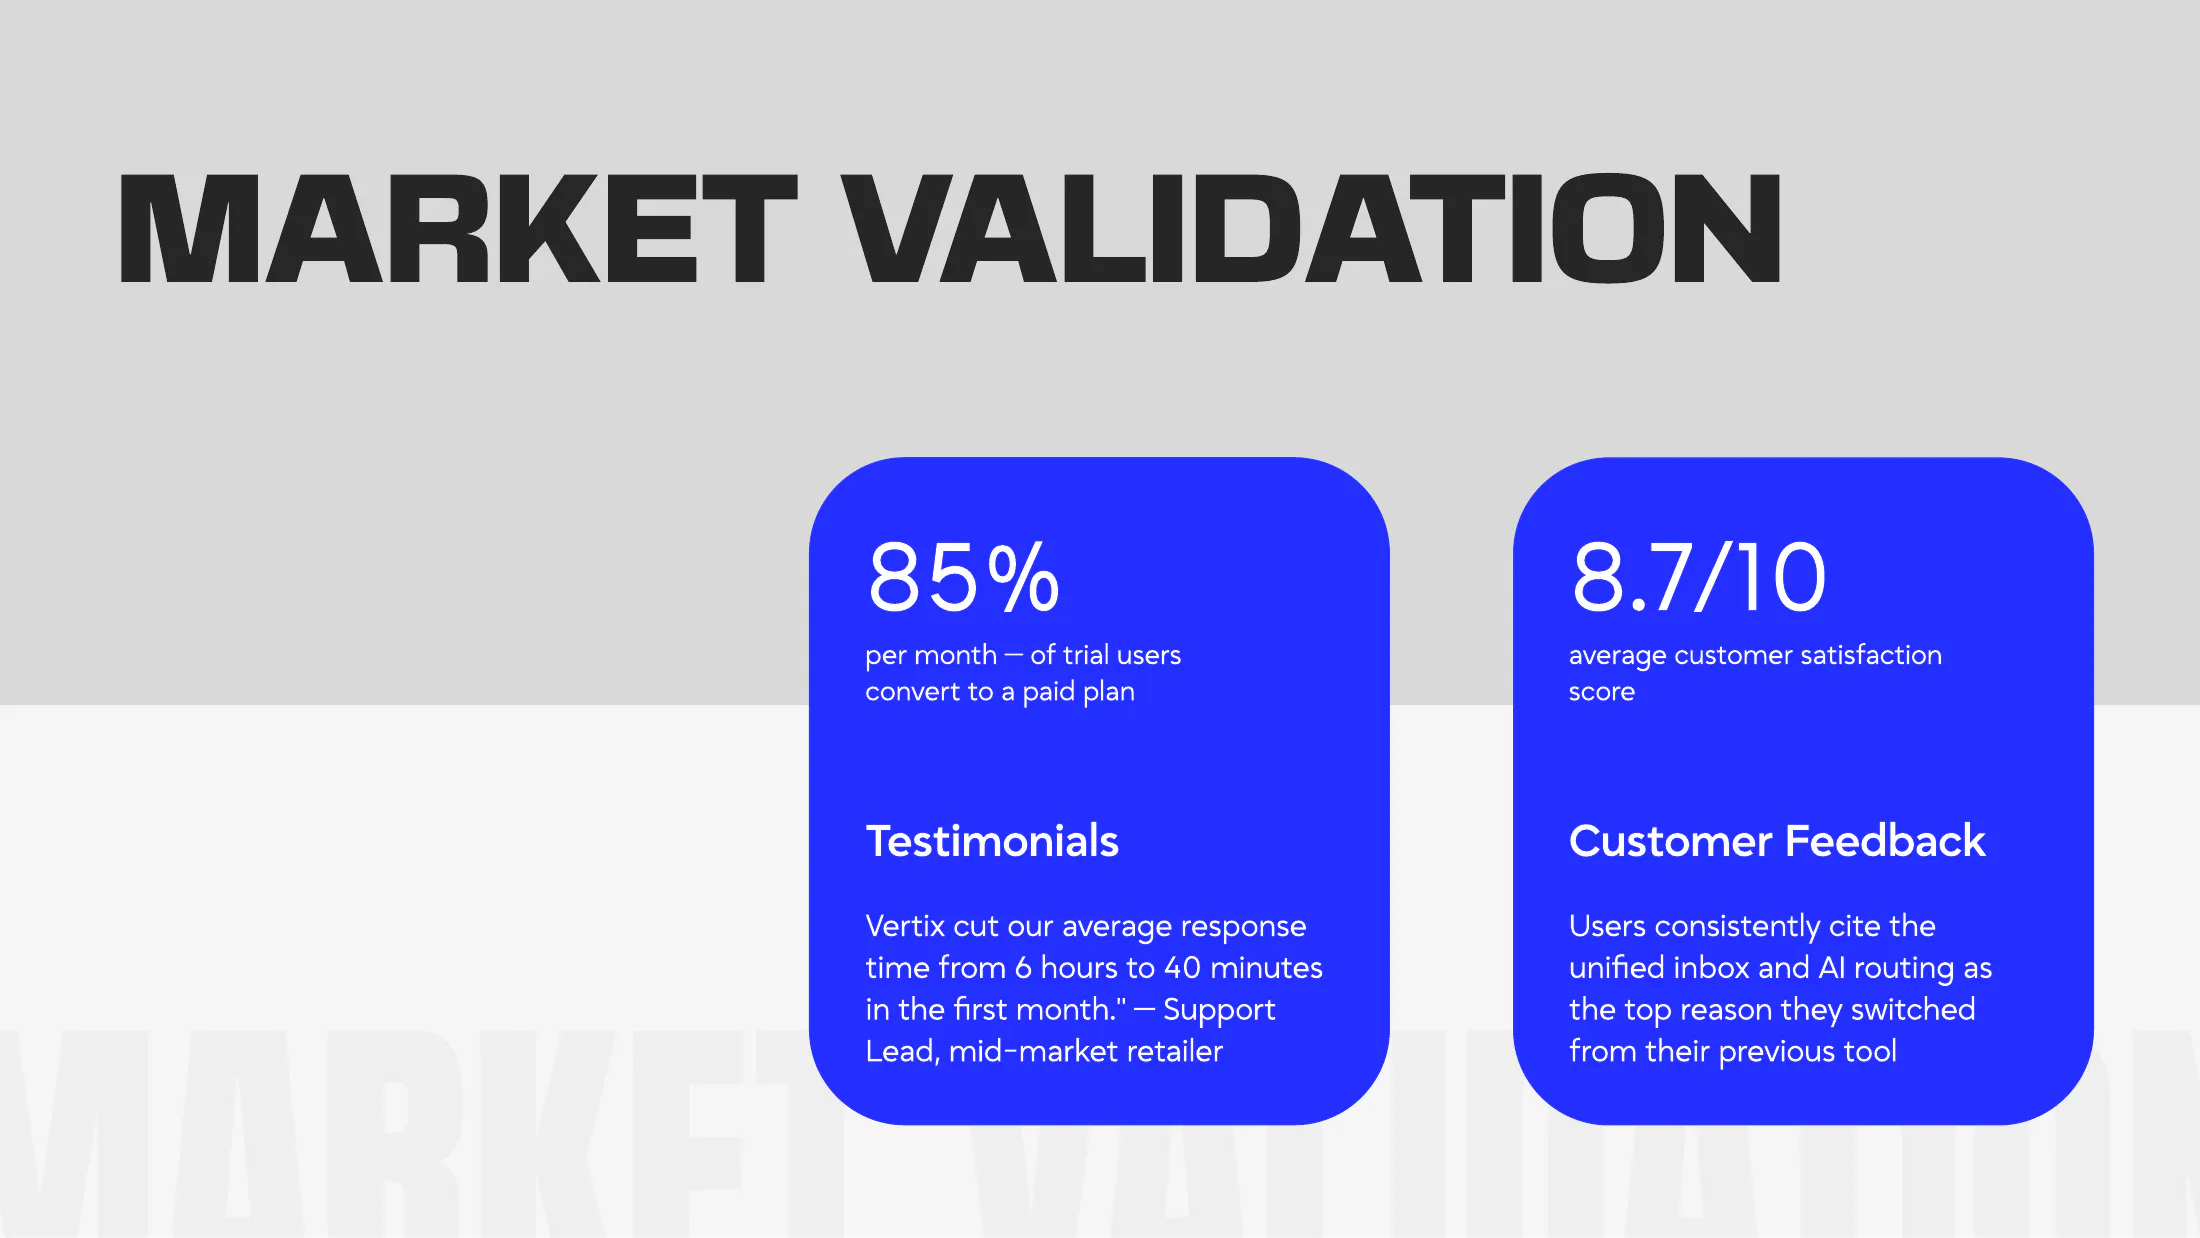 MARKET VALIDATION
85%
per month — of trial users
convert to a paid plan
Testimonials
Vertix cut our average response
time from 6 hours to 40 minutes
in the first month." — Support
Lead, mid-market retailer
8.7/10
average customer satisfaction
score
Customer Feedback
Users consistently cite the
unified inbox and AI routing as
the top reason they switched
from their previous tool
MARKET VALIDATION